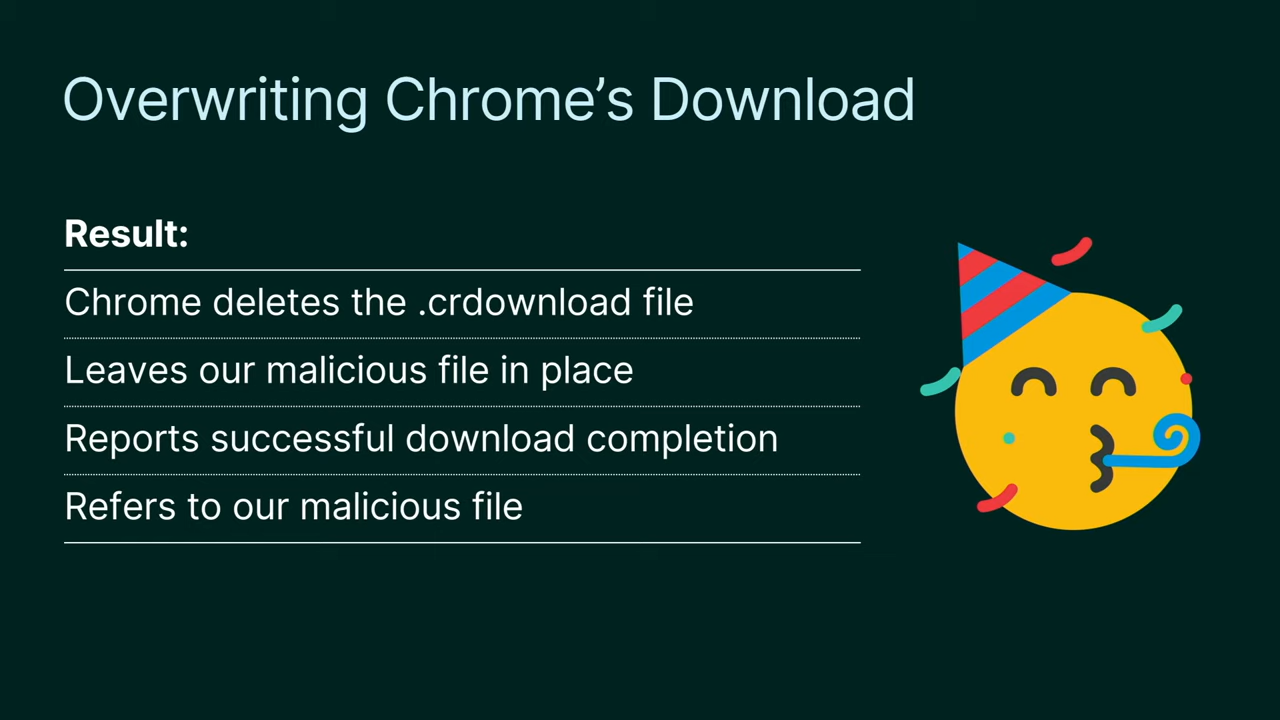 Overwriting Chrome’s Download
Result:
Chrome deletes the .crdownload file
Leaves our malicious file in place
Reports successful download completion
Refers to our malicious file